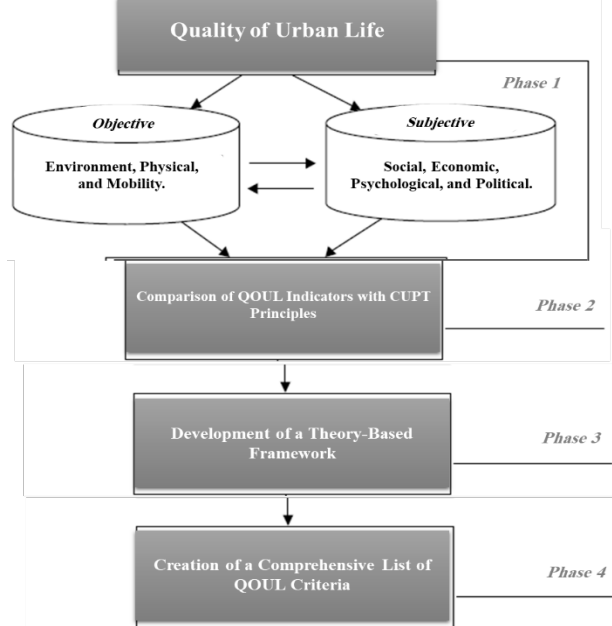 Quality of Urban Life
Phase 1
Objective
Subjective
Environment, Physical,
and Mobility.
Social, Economic,
Psychological, and Political.
Comparison of QOUL Indicators with CUPT
Principles
Phase 2
Development of a Theory-Based
Framework
Phase 3
Creation of a Comprehensive List of
QOUL Criteria
Phase 4